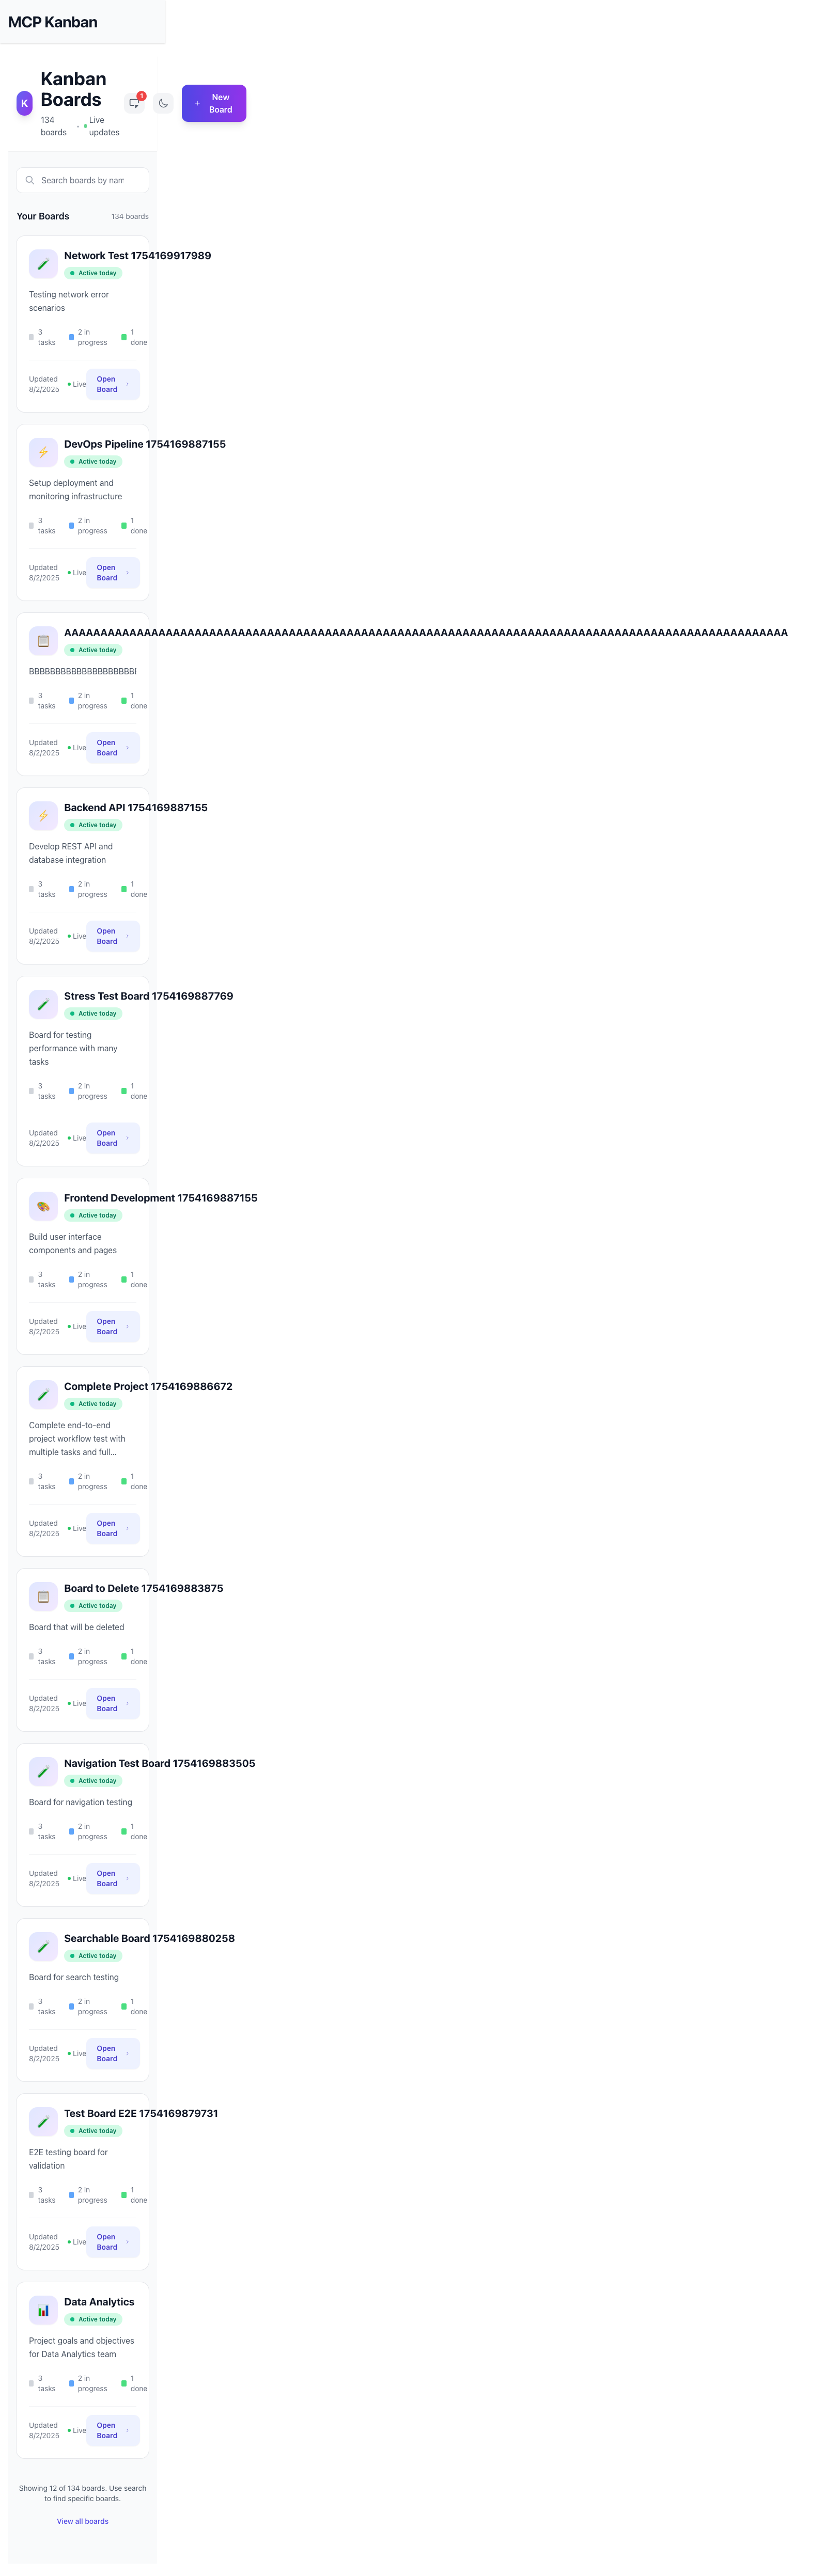 MCP Kanban
K
Kanban
Boards
134
boards
•
Live
updates
1
+ New
Board
Search boards by nam
Your Boards
134 boards
Network Test 1754169917989
Active today
Testing network error
scenarios
3
tasks
2 in
progress
1
done
Updated
8/2/2025
Live
Open
Board
DevOps Pipeline 1754169887155
Active today
Setup deployment and
monitoring infrastructure
3
tasks
2 in
progress
1
done
Updated
8/2/2025
Live
Open
Board
Active today
3
tasks
2 in
progress
1
done
Updated
8/2/2025
Live
Open
Board
Backend API 1754169887155
Active today
Develop REST API and
database integration
3
tasks
2 in
progress
1
done
Updated
8/2/2025
Live
Open
Board
Stress Test Board 1754169887769
Active today
Board for testing
performance with many
tasks
3
tasks
2 in
progress
1
done
Updated
8/2/2025
Live
Open
Board
Frontend Development 1754169887155
Active today
Build user interface
components and pages
3
tasks
2 in
progress
1
done
Updated
8/2/2025
Live
Open
Board
Complete Project 1754169886672
Active today
Complete end-to-end
project workflow test with
multiple tasks and full...
3
tasks
2 in
progress
1
done
Updated
8/2/2025
Live
Open
Board
Board to Delete 1754169883875
Active today
Board that will be deleted
3
tasks
2 in
progress
1
done
Updated
8/2/2025
Live
Open
Board
Navigation Test Board 1754169883505
Active today
Board for navigation testing
3
tasks
2 in
progress
1
done
Updated
8/2/2025
Live
Open
Board
Searchable Board 1754169880258
Active today
Board for search testing
3
tasks
2 in
progress
1
done
Updated
8/2/2025
Live
Open
Board
Test Board E2E 1754169879731
Active today
E2E testing board for
validation
3
tasks
2 in
progress
1
done
Updated
8/2/2025
Live
Open
Board
Data Analytics
Active today
Project goals and objectives
for Data Analytics team
3
tasks
2 in
progress
1
done
Updated
8/2/2025
Live
Open
Board
Showing 12 of 134 boards. Use search
to find specific boards.
View all boards